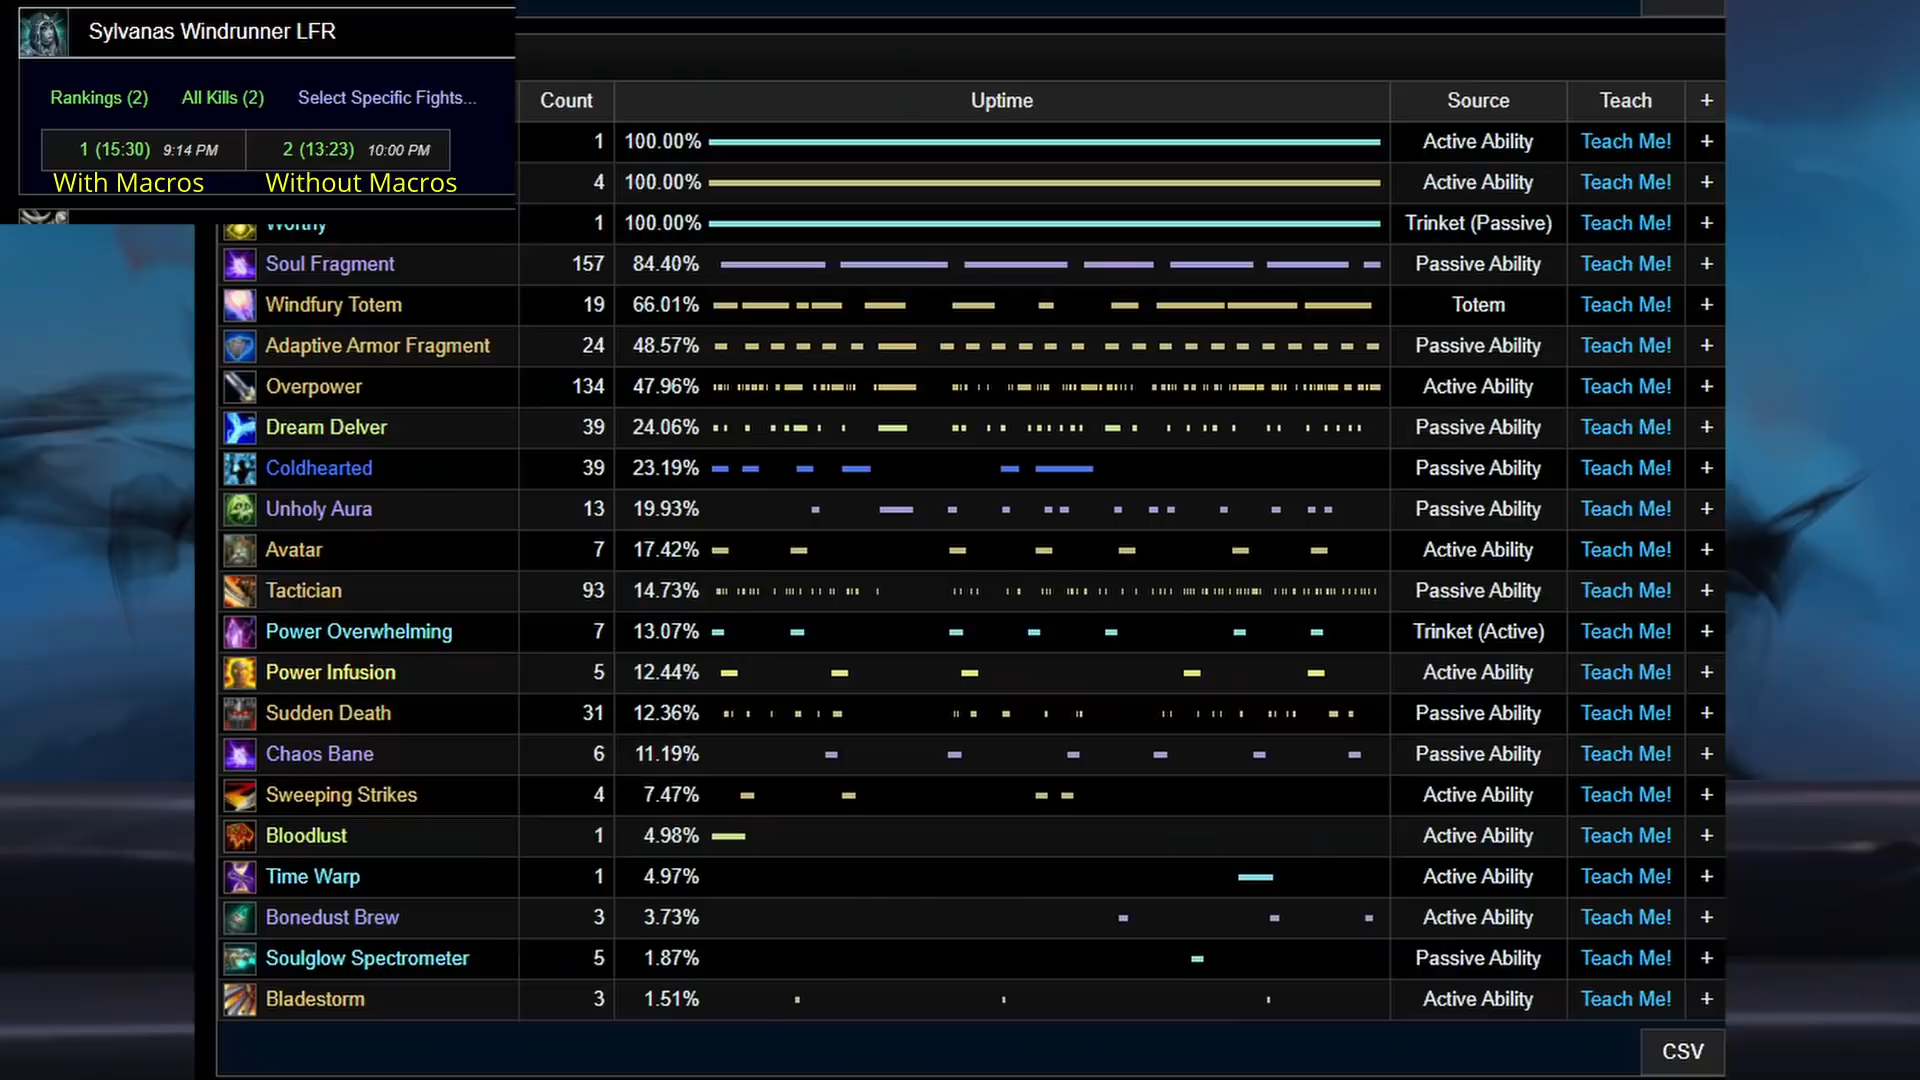 Sylvanas Windrunner LFR
Rankings (2) All Kills (2) Select Specific Fights...
1 (15:30) 9:14 PM 2 (13:23) 10:00 PM
With Macros Without Macros
Count Uptime Source Teach +
1 100.00% Active Ability Teach Me! +
4 100.00% Active Ability Teach Me! +
Worthy 1 100.00% Trinket (Passive) Teach Me! +
Soul Fragment 157 84.40% Passive Ability Teach Me! +
Windfury Totem 19 66.01% Totem Teach Me! +
Adaptive Armor Fragment 24 48.57% Passive Ability Teach Me! +
Overpower 134 47.96% Active Ability Teach Me! +
Dream Delver 39 24.06% Passive Ability Teach Me! +
Coldhearted 39 23.19% Passive Ability Teach Me! +
Unholy Aura 13 19.93% Passive Ability Teach Me! +
Avatar 7 17.42% Active Ability Teach Me! +
Tactician 93 14.73% Passive Ability Teach Me! +
Power Overwhelming 7 13.07% Trinket (Active) Teach Me! +
Power Infusion 5 12.44% Active Ability Teach Me! +
Sudden Death 31 12.36% Passive Ability Teach Me! +
Chaos Bane 6 11.19% Passive Ability Teach Me! +
Sweeping Strikes 4 7.47% Active Ability Teach Me! +
Bloodlust 1 4.98% Active Ability Teach Me! +
Time Warp 1 4.97% Active Ability Teach Me! +
Bonedust Brew 3 3.73% Active Ability Teach Me! +
Soulglow Spectrometer 5 1.87% Passive Ability Teach Me! +
Bladestorm 3 1.51% Active Ability Teach Me! +
CSV